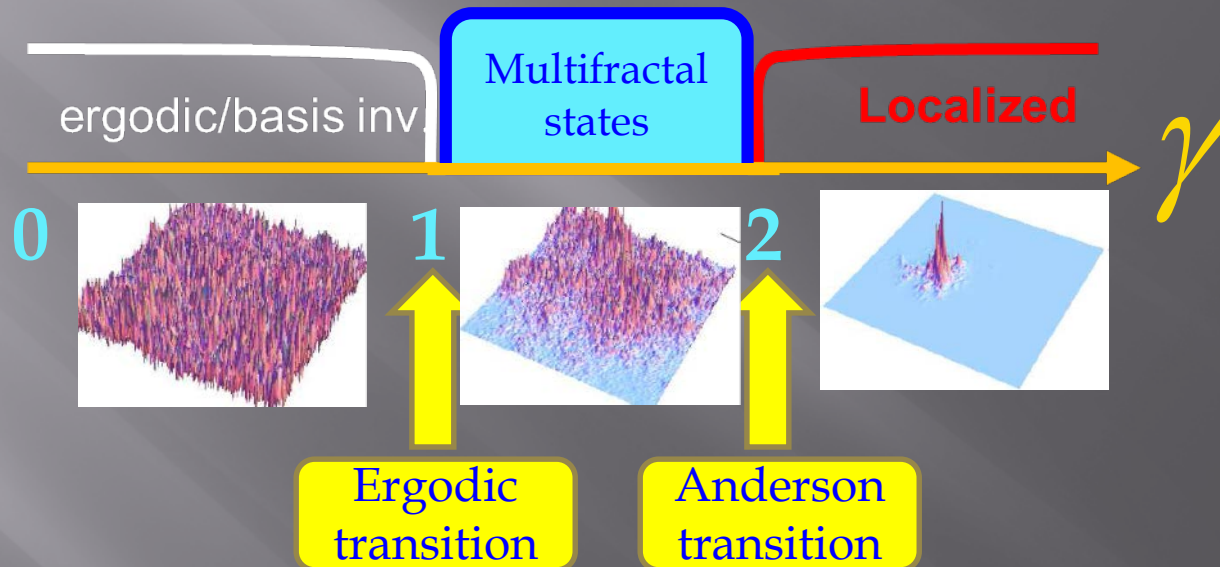 Multifractal
states
ergodic/basis inv.
Localized
γ
0
1
2
Ergodic
transition
Anderson
transition